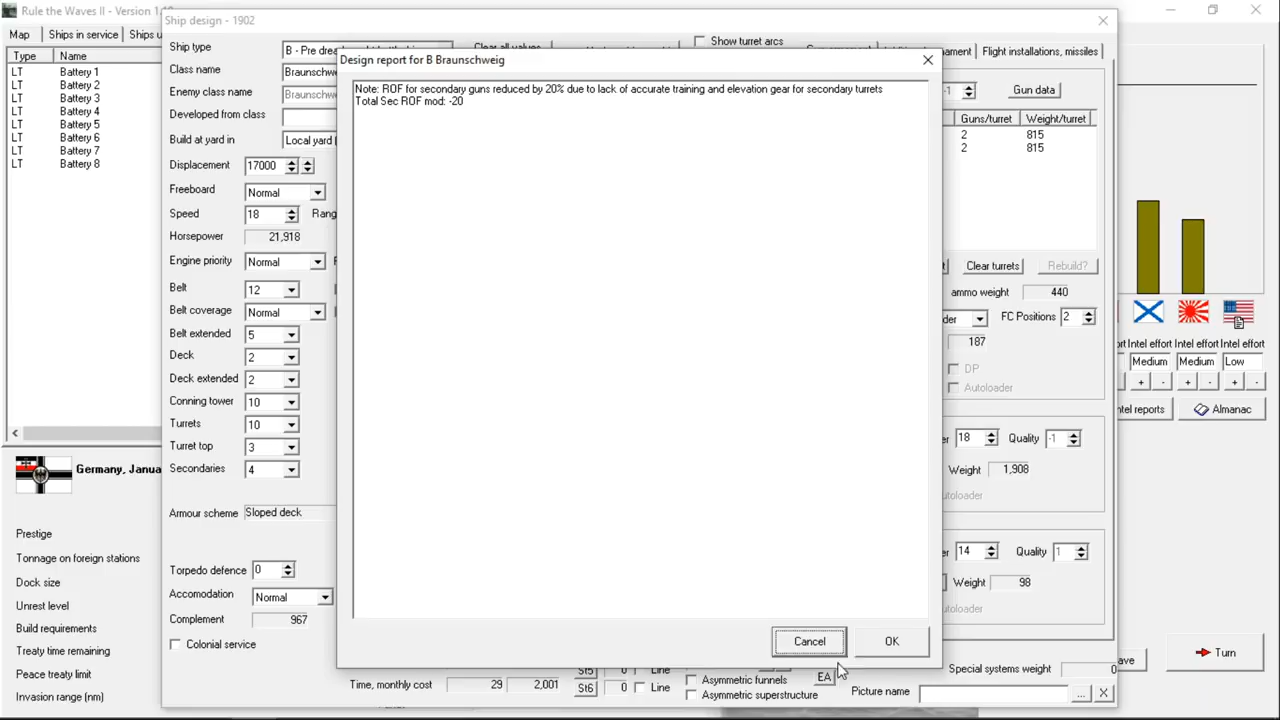 Rule the Waves II - Version 1.
Map
Ships in service
Ships u
Type
Name
LT Battery 1
LT Battery 2
LT Battery 3
LT Battery 4
LT Battery 5
LT Battery 6
LT Battery 7
LT Battery 8
Germany, Janua
Prestige
Tonnage on foreign stations
Dock size
Unrest level
Build requirements
Treaty time remaining
Peace treaty limit
Invasion range (nm)
Ship design - 1902
Ship type
Class name
Enemy class name
Developed from class
Build at yard in Local yard
Displacement 17000
Freeboard Normal
Speed 18 Rang
Horsepower 21,918
Engine priority Normal
Belt 12
Belt coverage Normal
Belt extended 5
Deck 2
Deck extended 2
Conning tower 10
Turrets 10
Turret top 3
Secondaries 4
Armour scheme Sloped deck
Torpedo defence 0
Accomodation Normal
Complement 967
Colonial service
Show turret arcs
Design report for B Braunschweig
Note: ROF for secondary guns reduced by 20% due to lack of accurate training and elevation gear for secondary turrets
Total Sec ROF mod: -20
Cancel
OK
Time, monthly cost 29 2,001
St5 0 Line
St6 0 Line
Asymmetric funnels EA
Asymmetric superstructure
Special systems weight 0
Picture name ...
X
nament
Flight installations, missiles
-1
Gun data
Guns/turret Weight/turret
2 815
2 815
Clear turrets
Rebuild?
ammo weight 440
der FC Positions 2
187
DP
Autoloader
er 18 Quality -1
Weight 1,908
utoloader
er 14 Quality 1
Weight 98
utoloader
ave
Intel effort Intel effort Intel effort
Medium Medium Low
+ - + - + -
ntel reports
Almanac
Turn